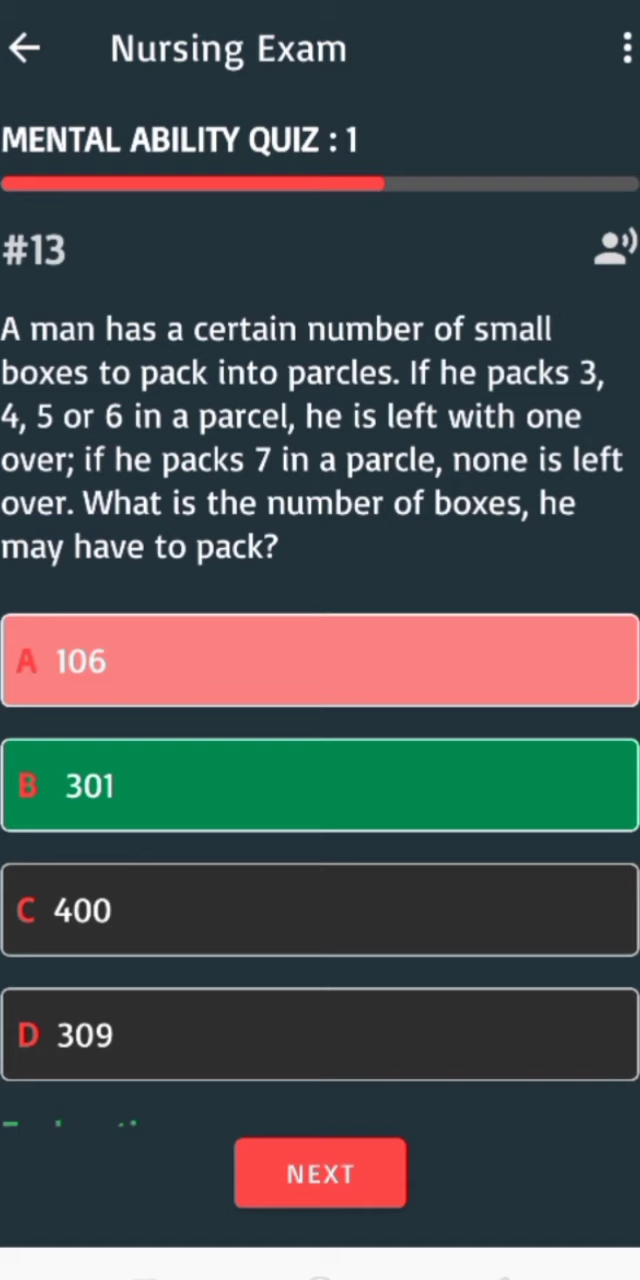 Nursing Exam
MENTAL ABILITY QUIZ : 1
#13
A man has a certain number of small
boxes to pack into parcles. If he packs 3,
4, 5 or 6 in a parcel, he is left with one
over; if he packs 7 in a parcle, none is left
over. What is the number of boxes, he
may have to pack?
A 106
B 301
C 400
D 309
NEXT